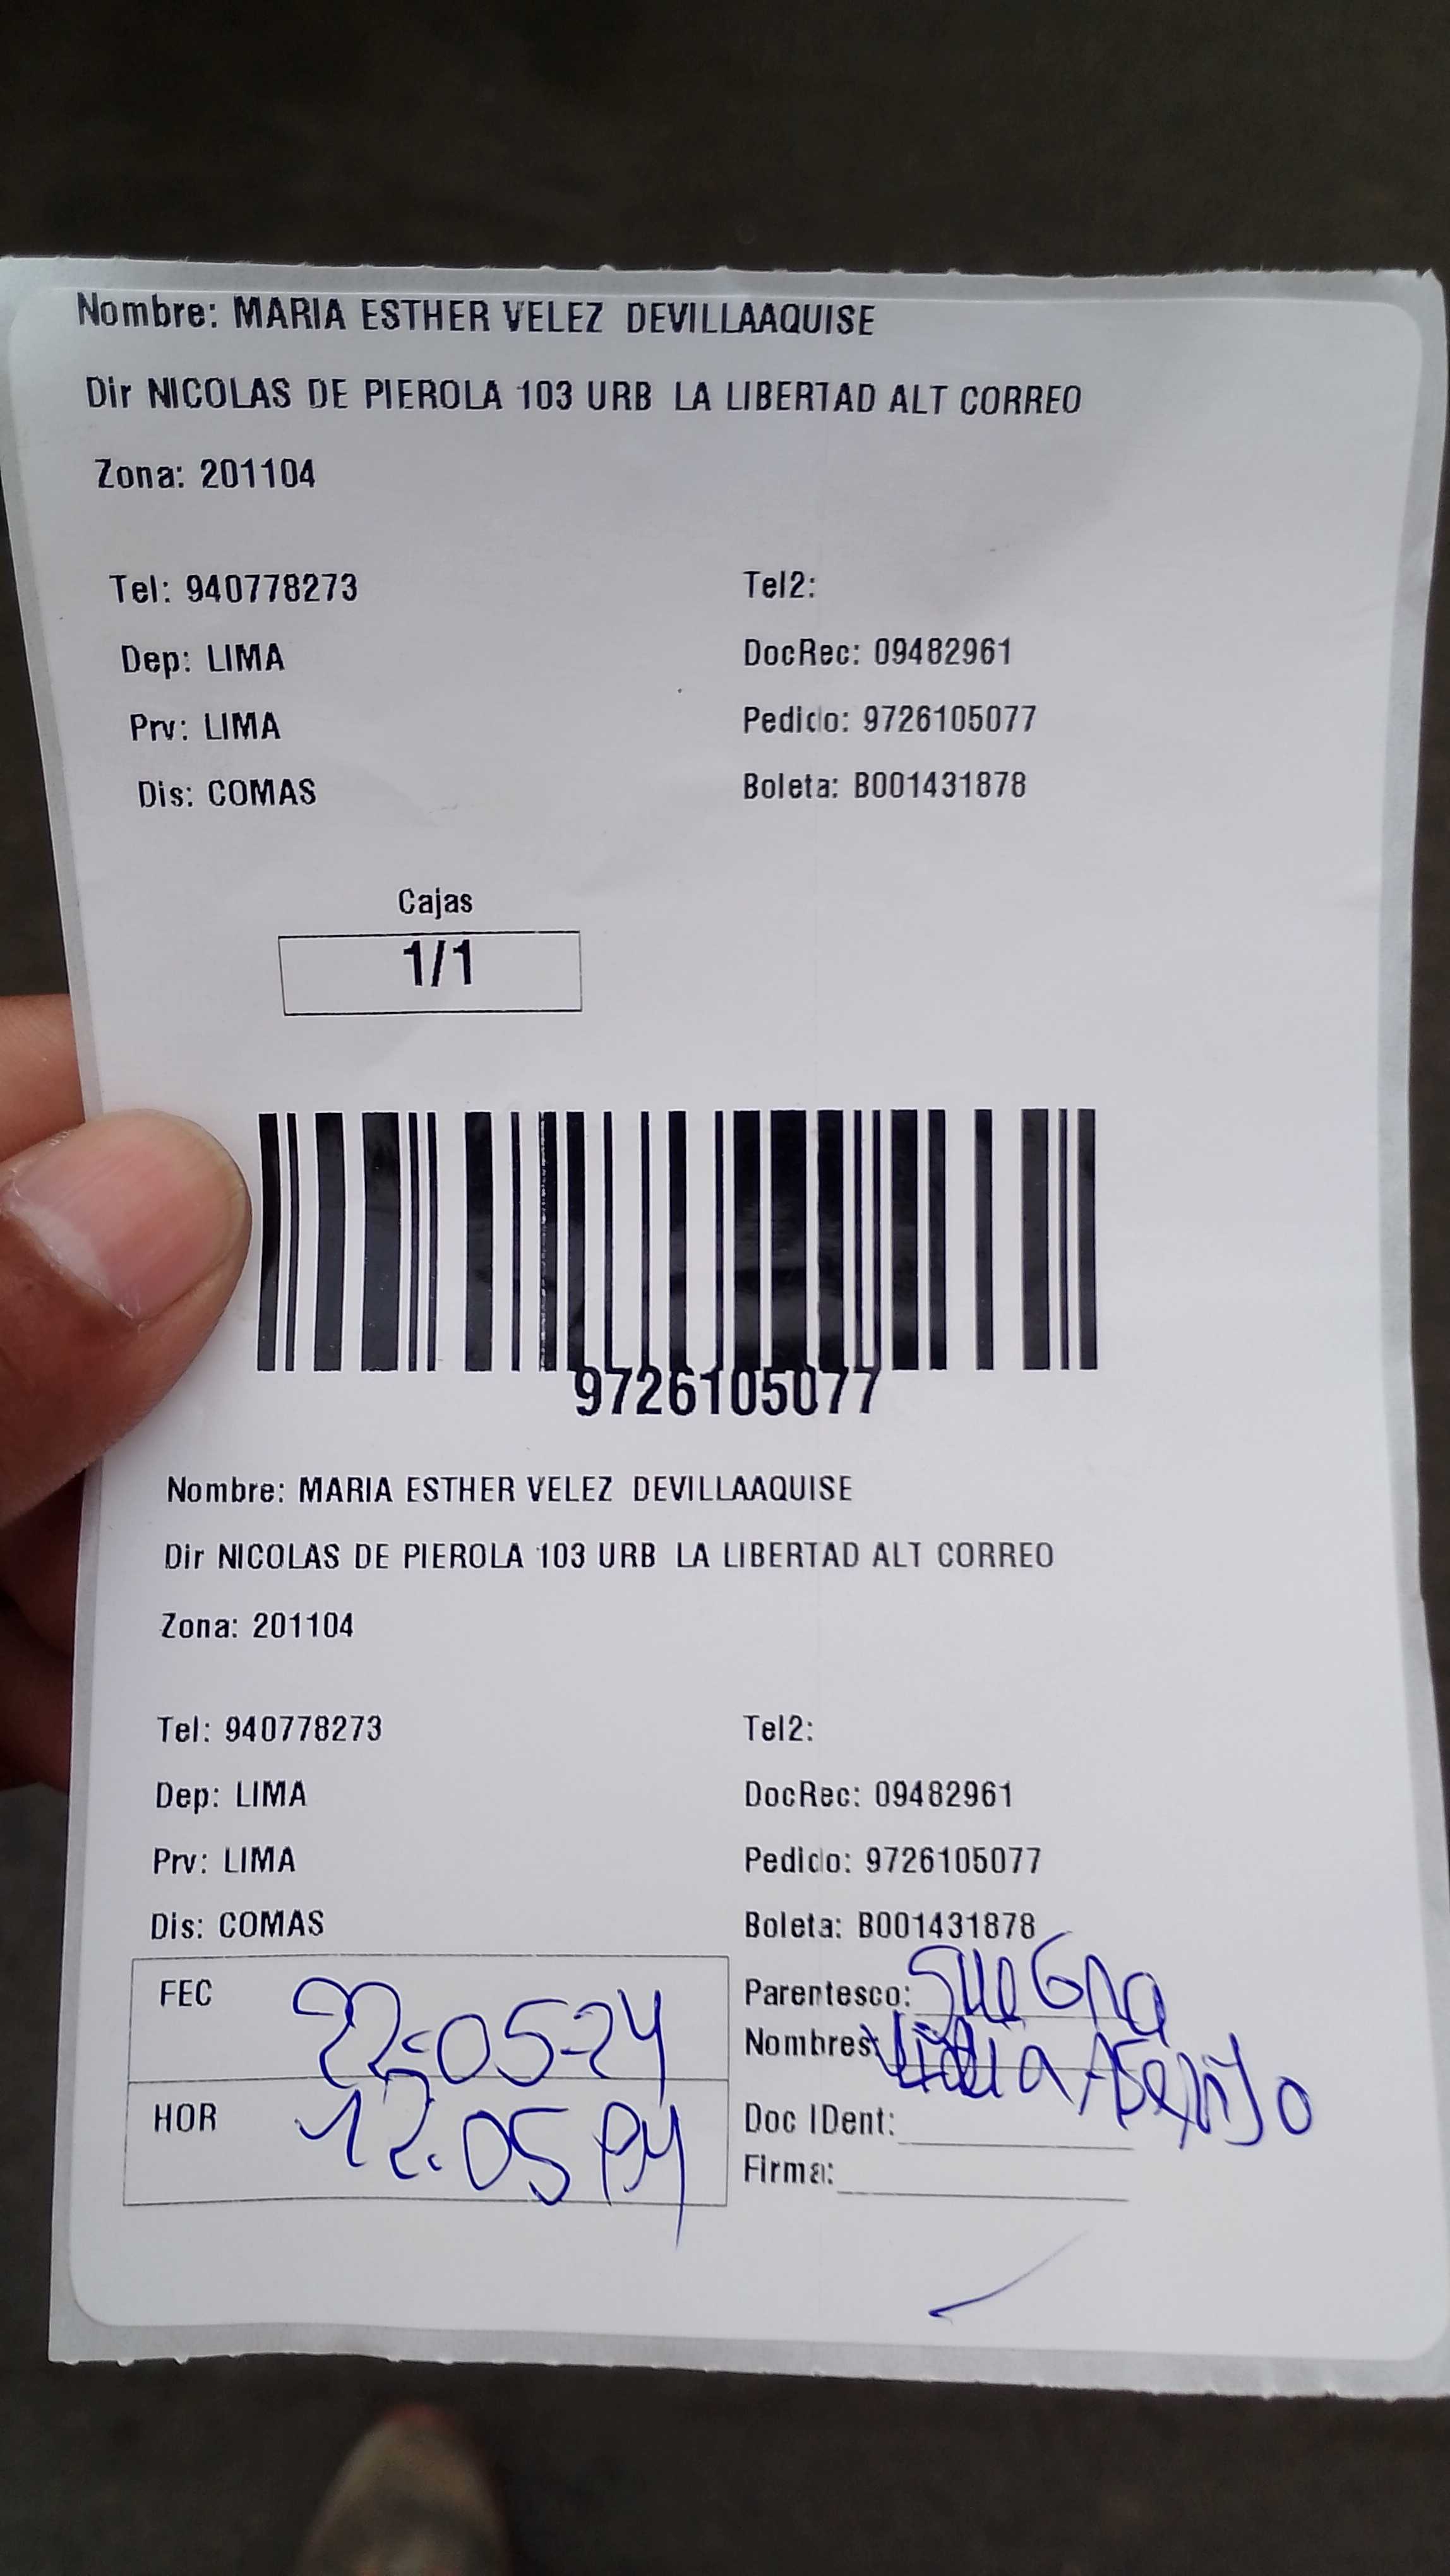 Nombre: MARIA ESTHER VELEZ DEVILLAAQUISE
Dir NICOLAS DE PIEROLA 103 URB LA LIBERTAD ALT CORREO
Zona: 201104
Tel: 940778273 Tel2:
Dep: LIMA DocRec: 09482961
Prv: LIMA Pedido: 9726105077
Dis: COMAS Boleta: B001431878
Cajas
1/1
9726105077
Nombre: MARIA ESTHER VELEZ DEVILLAAQUISE
Dir NICOLAS DE PIEROLA 103 URB LA LIBERTAD ALT CORREO
Zona: 201104
Tel: 940778273 Tel2:
Dep: LIMA DocRec: 09482961
Prv: LIMA Pedido: 9726105077
Dis: COMAS Boleta: B001431878
FEC 22-05-24 Parentesco: SueGra
Nombres:
HOR 12:05 PM Doc IDent:
Firma: